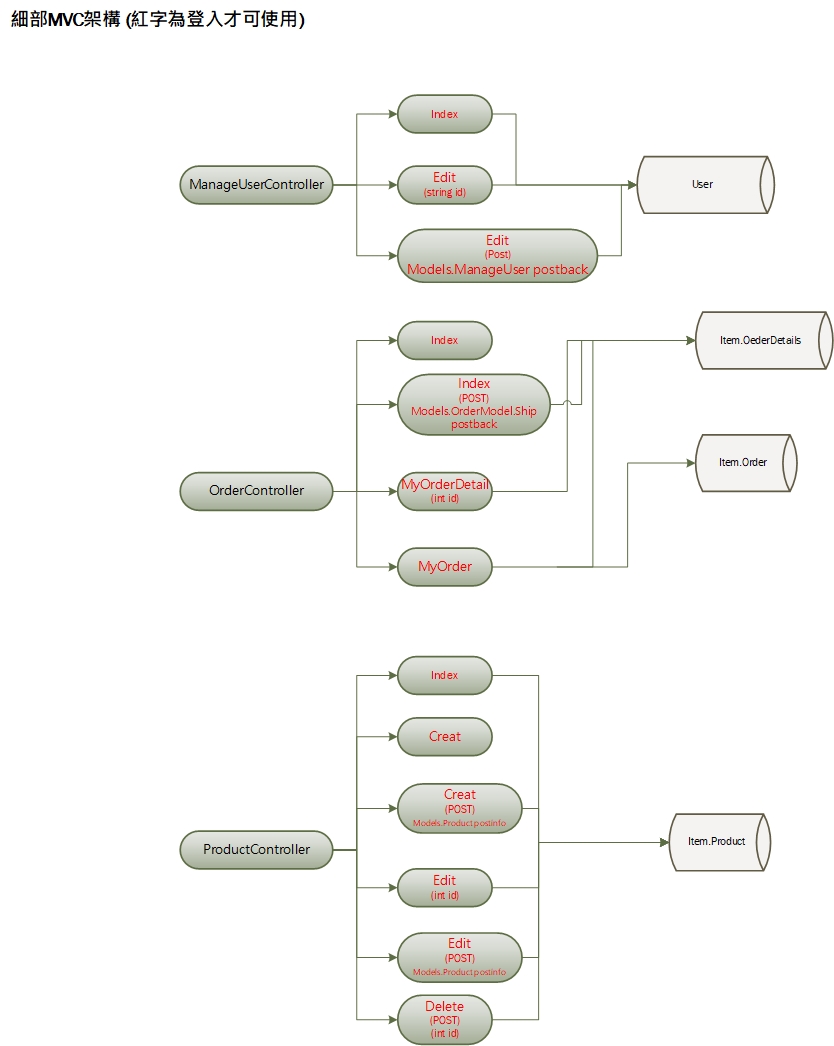 細部MVC架構 (紅字為登入才可使用)
Index
ManageUserController
Edit
(string id)
User
Edit
(Post)
Models.ManageUser postback
Index
Item.OederDetails
Index
(POST)
Models.OrderModel.Ship
postback
Item.Order
OrderController
MyOrderDetail
(int id)
MyOrder
Index
Creat
Creat
(POST)
Models.Product postinfo
ProductController
Item.Product
Edit
(int id)
Edit
(POST)
Models.Product postinfo
Delete
(POST)
(int id)